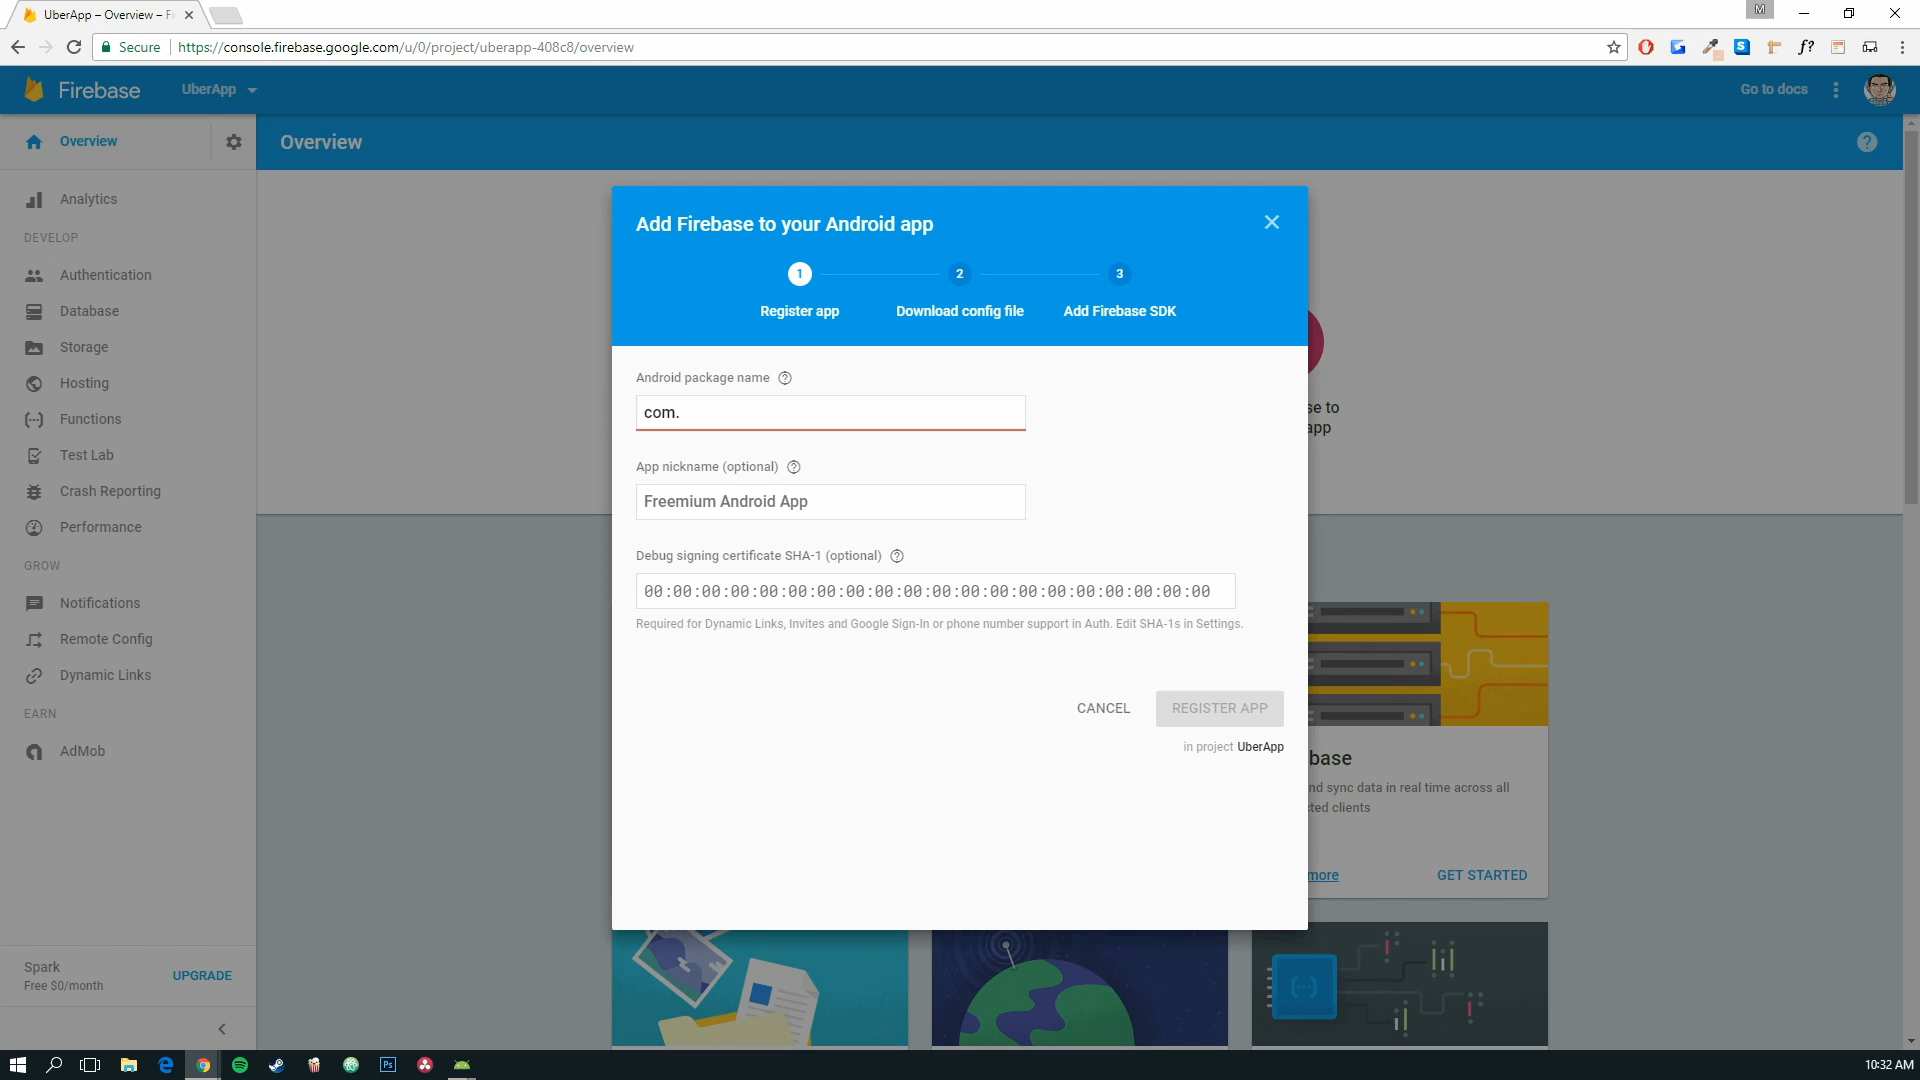 UberApp – Overview – Fi
M
Secure
https://console.firebase.google.com/u/0/project/uberapp-408c8/overview
S
f?
Firebase
UberApp
Go to docs
Overview
Overview
?
Analytics
DEVELOP
Authentication
Database
Storage
Hosting
Functions
Test Lab
Crash Reporting
Performance
GROW
Notifications
Remote Config
Dynamic Links
EARN
AdMob
Spark
Free $0/month
UPGRADE
Add Firebase to your Android app
1
2
3
Register app
Download config file
Add Firebase SDK
Android package name ?
com.
App nickname (optional) ?
Freemium Android App
Debug signing certificate SHA-1 (optional) ?
00:00:00:00:00:00:00:00:00:00:00:00:00:00:00:00:00:00:00:00
Required for Dynamic Links, Invites and Google Sign-In or phone number support in Auth. Edit SHA-1s in Settings.
CANCEL
REGISTER APP
in project UberApp
se to
app
base
nd sync data in real time across all
cted clients
more
GET STARTED
Ps
10:32 AM